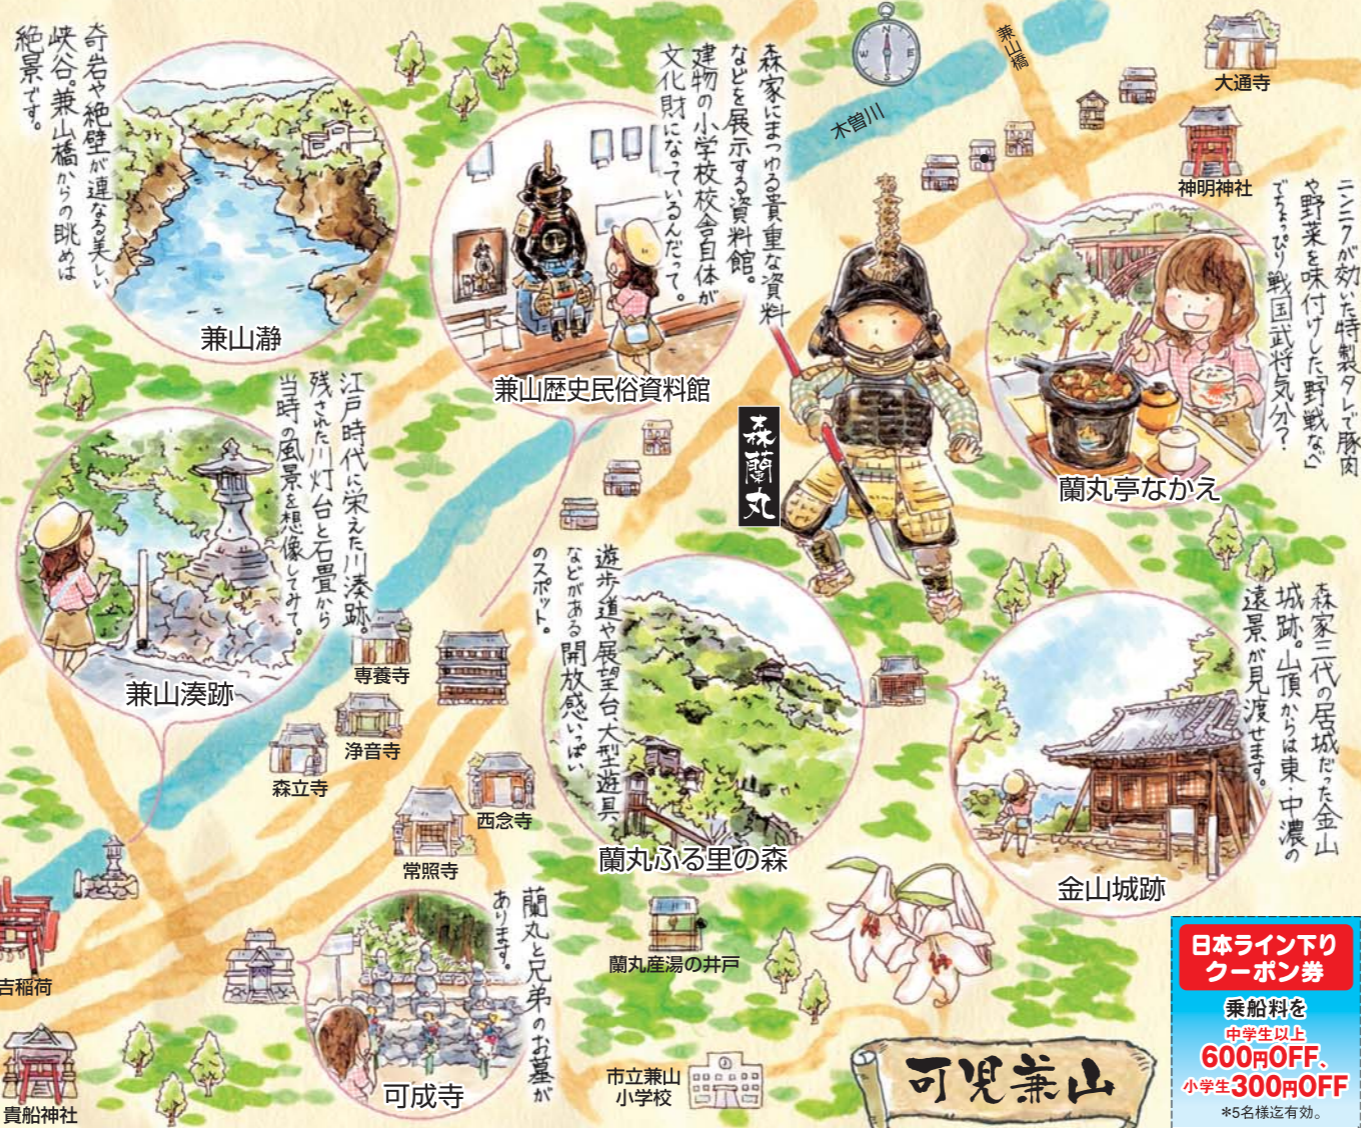 奇岩や絶壁が連なる美しい
峡谷。兼山橋からの眺めは
絶景です。
兼山瀞
森家にまつゆる貴重な資料
などを展示する資料館。
建物の小学校校舎自体が
文化財になっているんだって。
兼山歴史民俗資料館
木曽川
兼山橋
N
E
S
W
大通寺
神明神社
ニンニクが効いた特製タレで豚肉
や野菜を味付けした「野戦なべ」
でちょっぴり戦国武将気分?
蘭丸亭なかえ
森蘭丸
江戸時代に栄えた川湊跡。
残された川灯台と石畳から
当時の風景を想像してみて。
兼山湊跡
専養寺
浄音寺
森立寺
西念寺
常照寺
遊歩道や展望台、大型遊具
などがある開放感いっぱい
のスポット。
蘭丸ふる里の森
森家三代の居城だった金山
城跡。山頂からは東・中濃の
遠景が見渡せます。
金山城跡
吉稲荷
貴船神社
蘭丸と兄弟のお墓が
あります。
可成寺
蘭丸産湯の井戸
市立兼山
小学校
可児兼山
日本ライン下り
クーポン券
乗船料を
中学生以上
600円OFF、
小学生300円OFF
*5名様迄有効。